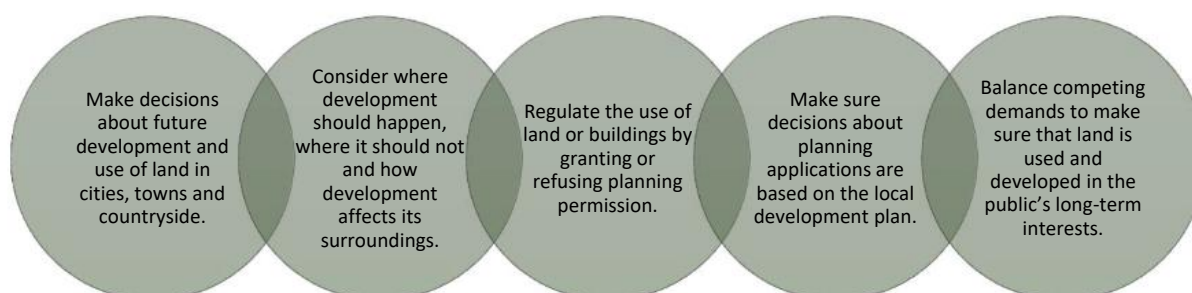 Make decisions
about future
development and
use of land in
cities, towns and
countryside.
Consider where
development
should happen,
where it should not
and how
development
affects its
surroundings.
Regulate the use of
land or buildings by
granting or
refusing planning
permission.
Make sure
decisions about
planning
applications are
based on the local
development plan.
Balance competing
demands to make
sure that land is
used and
developed in the
public’s long-term
interests.